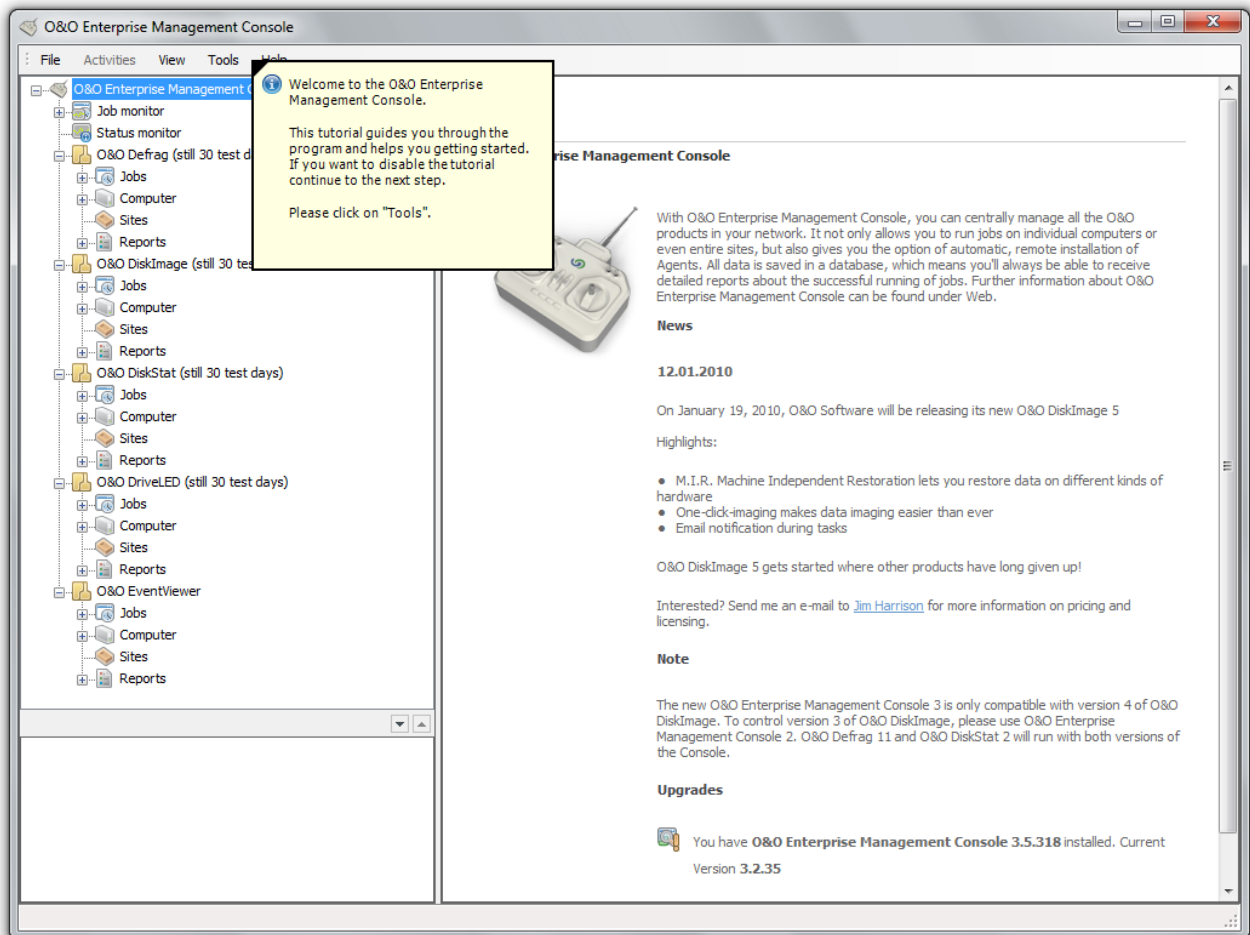 O&O Enterprise Management Console
File Activities View Tools Help
O&O Enterprise Management
Job monitor
Status monitor
O&O Defrag (still 30 test d
Jobs
Computer
Sites
Reports
O&O DiskImage (still 30 tes
Jobs
Computer
Sites
Reports
O&O DiskStat (still 30 test days)
Jobs
Computer
Sites
Reports
O&O DriveLED (still 30 test days)
Jobs
Computer
Sites
Reports
O&O EventViewer
Jobs
Computer
Sites
Reports
Welcome to the O&O Enterprise
Management Console.
This tutorial guides you through the
program and helps you getting started.
If you want to disable the tutorial
continue to the next step.
Please click on "Tools".
rise Management Console
With O&O Enterprise Management Console, you can centrally manage all the O&O
products in your network. It not only allows you to run jobs on individual computers or
even entire sites, but also gives you the option of automatic, remote installation of
Agents. All data is saved in a database, which means you'll always be able to receive
detailed reports about the successful running of jobs. Further information about O&O
Enterprise Management Console can be found under Web.
News
12.01.2010
On January 19, 2010, O&O Software will be releasing its new O&O DiskImage 5
Highlights:
● M.I.R. Machine Independent Restoration lets you restore data on different kinds of
hardware
● One-click-imaging makes data imaging easier than ever
● Email notification during tasks
O&O DiskImage 5 gets started where other products have long given up!
Interested? Send me an e-mail to Jim Harrison for more information on pricing and
licensing.
Note
The new O&O Enterprise Management Console 3 is only compatible with version 4 of O&O
DiskImage. To control version 3 of O&O DiskImage, please use O&O Enterprise
Management Console 2. O&O Defrag 11 and O&O DiskStat 2 will run with both versions of
the Console.
Upgrades
You have O&O Enterprise Management Console 3.5.318 installed. Current
Version 3.2.35